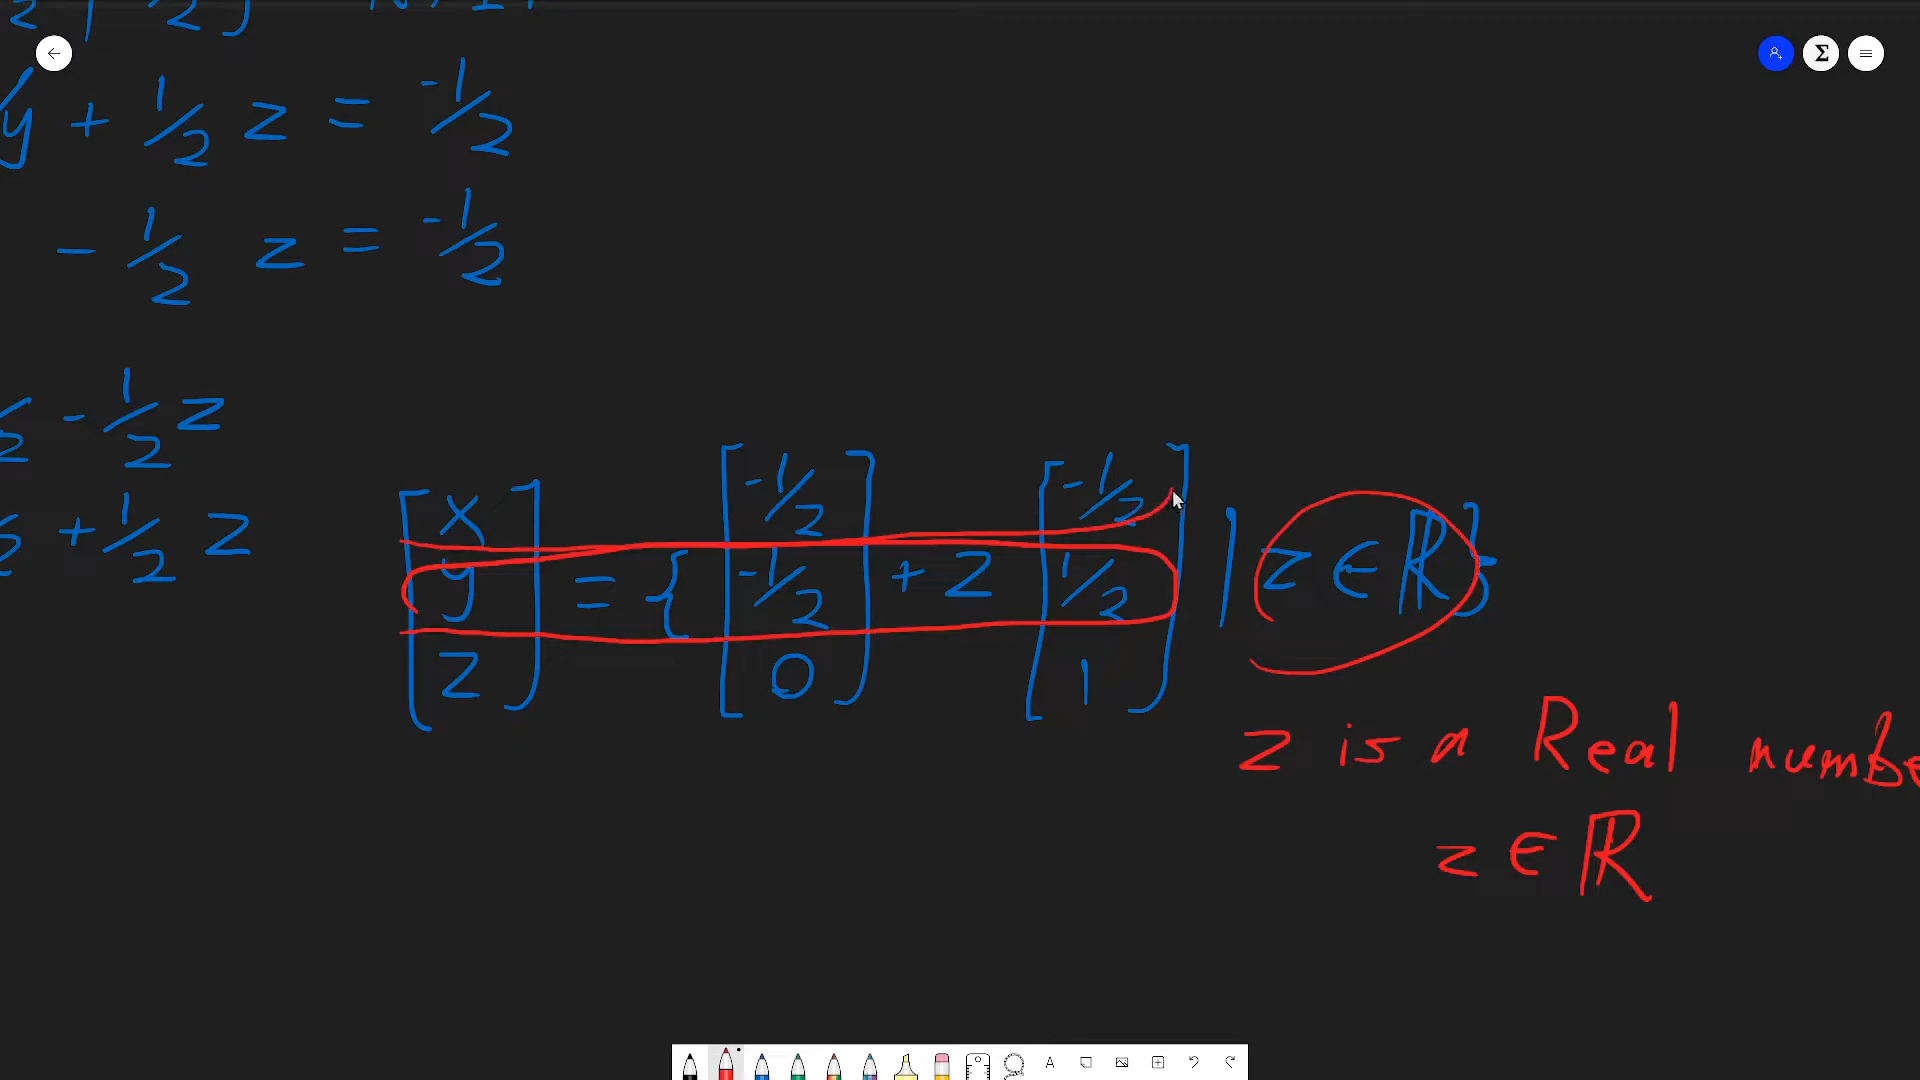 y + 1/2 z = -1/2
- 1/2 z = -1/2
- 1/2 z
+ 1/2 z
[x y z] = { [-1/2 -1/2 0] + z [-1/2 1/2 1] | z ∈ ℝ }
z is a Real numbe
z ∈ ℝ
Σ
A